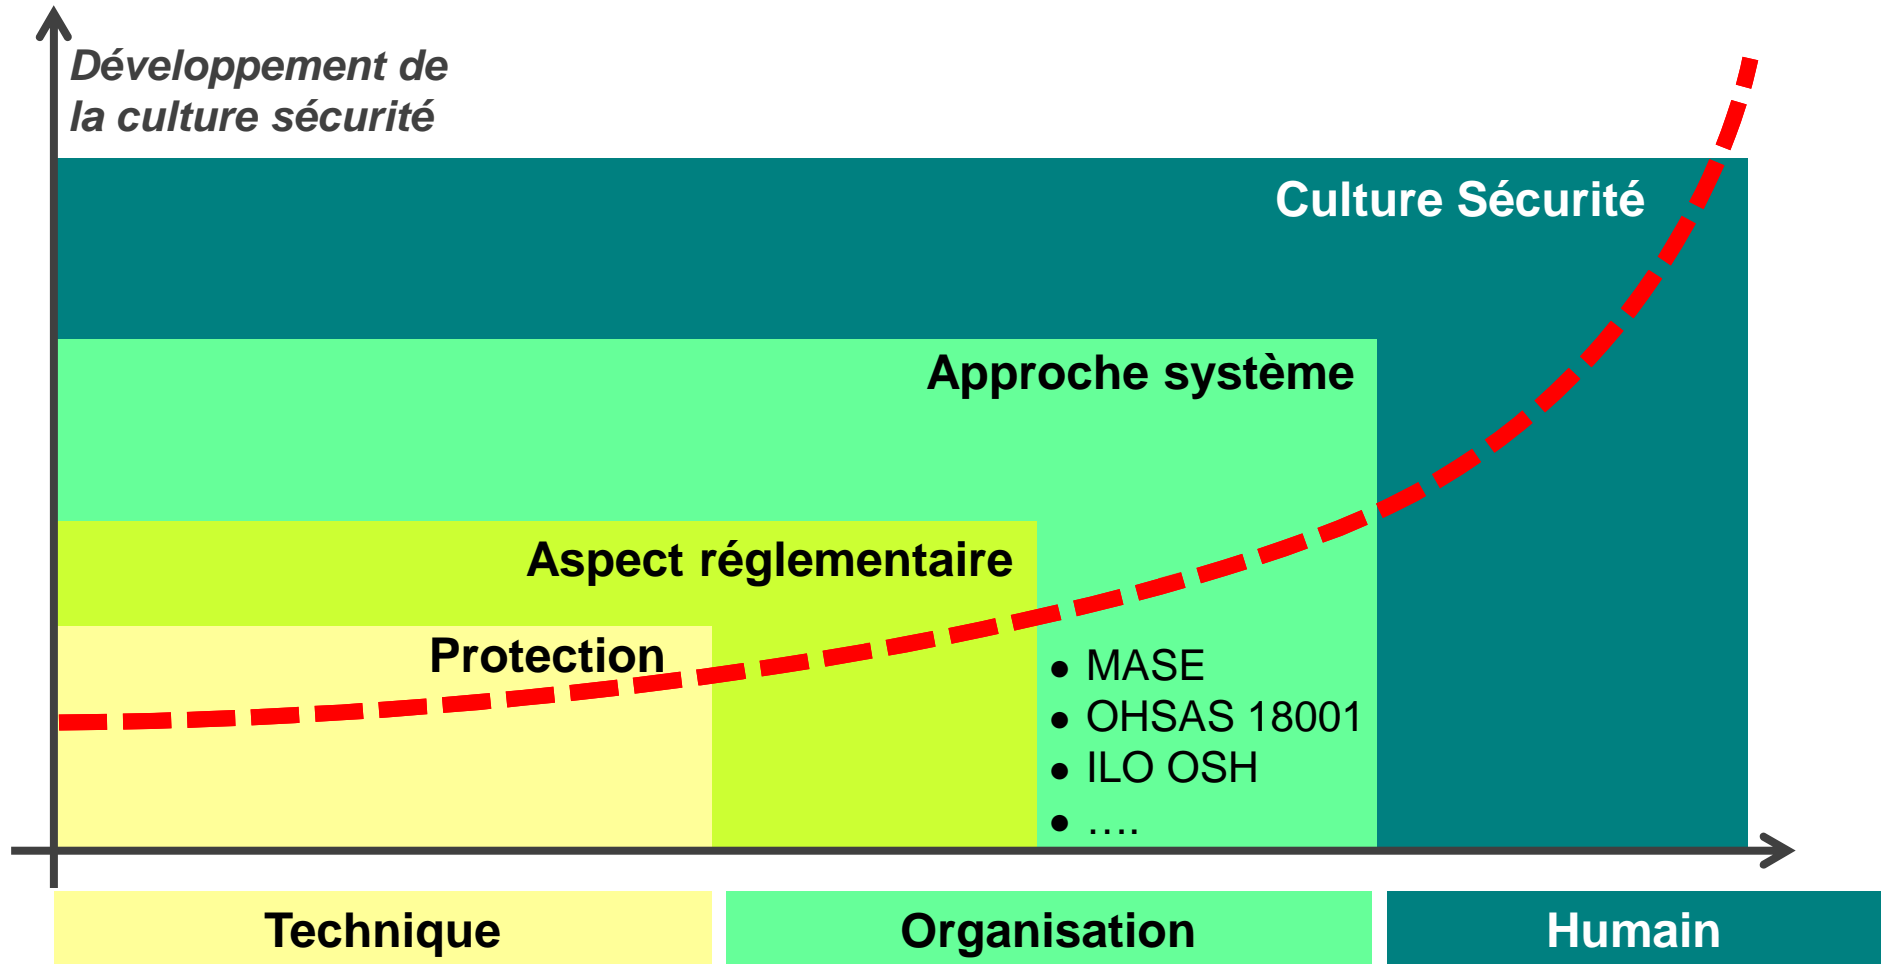 Développement de
la culture sécurité
Culture Sécurité
Approche système
Aspect réglementaire
Protection
● MASE
● OHSAS 18001
● ILO OSH
● ….
Technique
Organisation
Humain